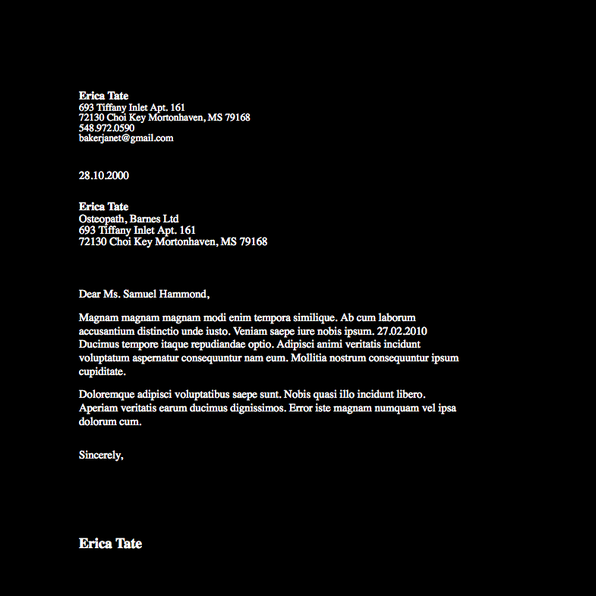 Erica Tate
693 Tiffany Inlet Apt. 161
72130 Choi Key Mortonhaven, MS 79168
548.972.0590
bakerjanet@gmail.com
28.10.2000
Erica Tate
Osteopath, Barnes Ltd
693 Tiffany Inlet Apt. 161
72130 Choi Key Mortonhaven, MS 79168
Dear Ms. Samuel Hammond,
Magnam magnam magnam modi enim tempora similique. Ab cum laborum
accusantium distinctio unde iusto. Veniam saepe iure nobis ipsum. 27.02.2010
Ducimus tempore itaque repudiandae optio. Adipisci animi veritatis incidunt
voluptatum aspernatur consequuntur nam eum. Mollitia nostrum consequuntur ipsum
cupiditate.
Doloremque adipisci voluptatibus saepe sunt. Nobis quasi illo incidunt libero.
Aperiam veritatis earum ducimus dignissimos. Error iste magnam numquam vel ipsa
dolorum cum.
Sincerely,
Erica Tate